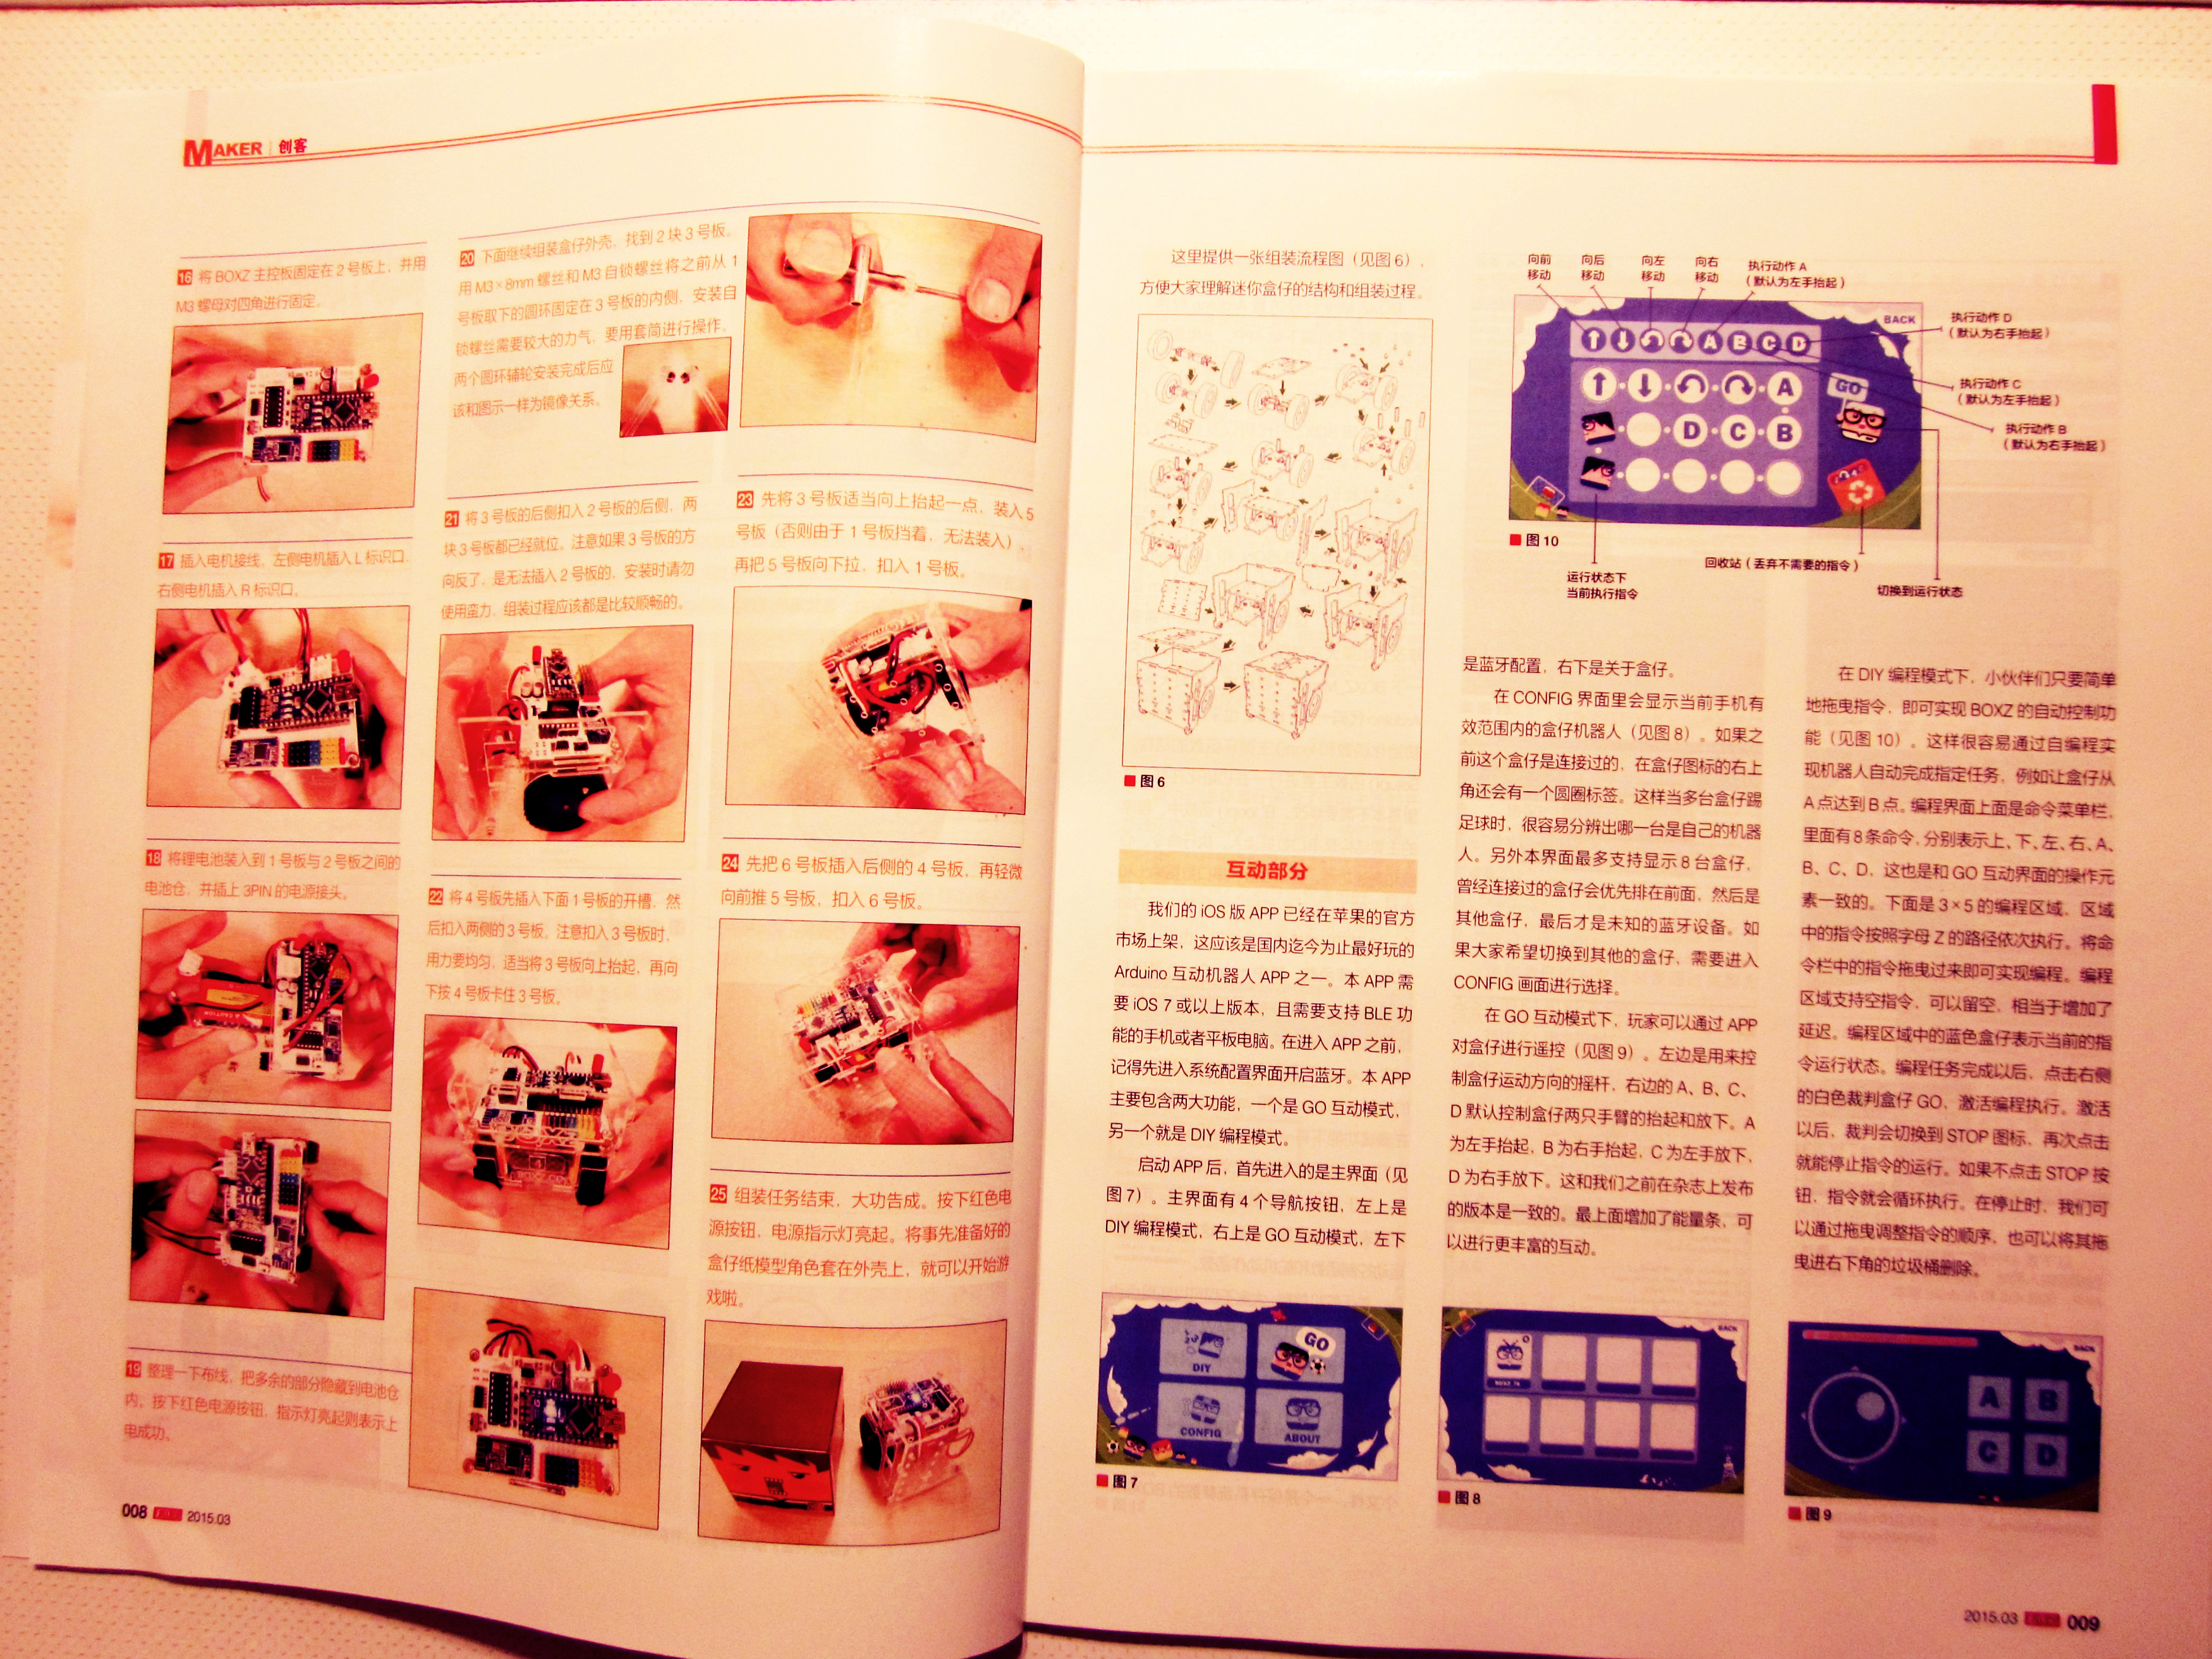 MAKER | 创客
16 将 BOXZ 主控板固定在 2 号板上，并用
M3 螺母对四角进行固定。
17 插入电机接线，左侧电机插入 L 标识口，
右侧电机插入 R 标识口。
18 将锂电池装入到 1 号板与 2 号板之间的
电池仓，并插上 3PIN 的电源接头。
19 整理一下布线，把多余的部分隐藏到电池仓
内。按下红色电源按钮，指示灯亮起则表示上
电成功。
20 下面继续组装盒仔外壳，找到 2 块 3 号板。
用 M3×8mm 螺丝和 M3 自锁螺丝将之前从 1
号板取下的圆环固定在 3 号板的内侧，安装自
锁螺丝需要较大的力气，要用套筒进行操作。
两个圆环辅轮安装完成后应
该和图示一样为镜像关系。
21 将 3 号板的后侧扣入 2 号板的后侧，两
块 3 号板都已经就位。注意如果 3 号板的方
向反了，是无法插入 2 号板的，安装时请勿
使用蛮力，组装过程应该都是比较顺畅的。
22 将 4 号板先插入下面 1 号板的开槽，然
后扣入两侧的 3 号板。注意扣入 3 号板时，
用力要均匀，适当将 3 号板向上抬起，再向
下按 4 号板卡住 3 号板。
23 先将 3 号板适当向上抬起一点，装入 5
号板（否则由于 1 号板挡着，无法装入），
再把 5 号板向下拉，扣入 1 号板。
24 先把 6 号板插入后侧的 4 号板，再轻微
向前推 5 号板，扣入 6 号板。
25 组装任务结束，大功告成。按下红色电
源按钮，电源指示灯亮起。将事先准备好的
盒仔纸模型角色套在外壳上，就可以开始游
戏啦。
008 2015.03
这里提供一张组装流程图（见图 6），
方便大家理解迷你盒仔的结构和组装过程。
图 6
互动部分
我们的 iOS 版 APP 已经在苹果的官方
市场上架，这应该是国内迄今为止最好玩的
Arduino 互动机器人 APP 之一。本 APP 需
要 iOS 7 或以上版本，且需要支持 BLE 功
能的手机或者平板电脑。在进入 APP 之前，
记得先进入系统配置界面开启蓝牙。本 APP
主要包含两大功能，一个是 GO 互动模式，
另一个就是 DIY 编程模式。
启动 APP 后，首先进入的是主界面（见
图 7）。主界面有 4 个导航按钮，左上是
DIY 编程模式，右上是 GO 互动模式，左下
DIY
GO
CONFIG
ABOUT
图 7
向前
移动
向后
移动
向左
移动
向右
移动
执行动作 A
（默认为左手抬起）
BACK
执行动作 D
（默认为右手抬起）
A B C D
A
GO
执行动作 C
（默认为左手抬起）
D C B
执行动作 B
（默认为右手抬起）
图 10
运行状态下
当前执行指令
回收站（丢弃不需要的指令）
切换到运行状态
是蓝牙配置，右下是关于盒仔。
在 CONFIG 界面里会显示当前手机有
效范围内的盒仔机器人（见图 8）。如果之
前这个盒仔是连接过的，在盒仔图标的右上
角还会有一个圆圈标签。这样当多台盒仔踢
足球时，很容易分辨出哪一台是自己的机器
人。另外本界面最多支持显示 8 台盒仔，
曾经连接过的盒仔会优先排在前面，然后是
其他盒仔，最后才是未知的蓝牙设备。如
果大家希望切换到其他的盒仔，需要进入
CONFIG 画面进行选择。
在 GO 互动模式下，玩家可以通过 APP
对盒仔进行遥控（见图 9）。左边是用来控
制盒仔运动方向的摇杆，右边的 A、B、C、
D 默认控制盒仔两只手臂的抬起和放下。A
为左手抬起，B 为右手抬起，C 为左手放下，
D 为右手放下。这和我们之前在杂志上发布
的版本是一致的。最上面增加了能量条，可
以进行更丰富的互动。
BACK
图 8
在 DIY 编程模式下，小伙伴们只要简单
地拖曳指令，即可实现 BOXZ 的自动控制功
能（见图 10）。这样很容易通过自编程实
现机器人自动完成指定任务，例如让盒仔从
A 点达到 B 点。编程界面上面是命令菜单栏，
里面有 8 条命令，分别表示上、下、左、右、A、
B、C、D，这也是和 GO 互动界面的操作元
素一致的。下面是 3×5 的编程区域，区域
中的指令按照字母 Z 的路径依次执行。将命
令栏中的指令拖曳过来即可实现编程。编程
区域支持空指令，可以留空，相当于增加了
延迟。编程区域中的蓝色盒仔表示当前的指
令运行状态。编程任务完成以后，点击右侧
的白色裁判盒仔 GO，激活编程执行。激活
以后，裁判会切换到 STOP 图标，再次点击
就能停止指令的运行。如果不点击 STOP 按
钮，指令就会循环执行。在停止时，我们可
以通过拖曳调整指令的顺序，也可以将其拖
曳进右下角的垃圾桶删除。
BACK
A B
C D
图 9
2015.03 009